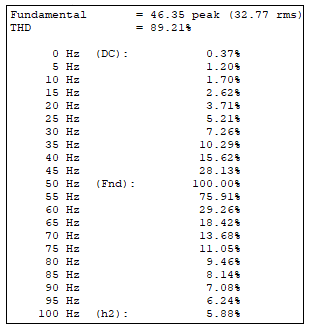 Fundamental = 46.35 peak (32.77 rms)
THD = 89.21%
0 Hz (DC): 0.37%
5 Hz 1.20%
10 Hz 1.70%
15 Hz 2.62%
20 Hz 3.71%
25 Hz 5.21%
30 Hz 7.26%
35 Hz 10.29%
40 Hz 15.62%
45 Hz 28.13%
50 Hz (Fnd): 100.00%
55 Hz 75.91%
60 Hz 29.26%
65 Hz 18.42%
70 Hz 13.68%
75 Hz 11.05%
80 Hz 9.46%
85 Hz 8.14%
90 Hz 7.08%
95 Hz 6.24%
100 Hz (h2): 5.88%